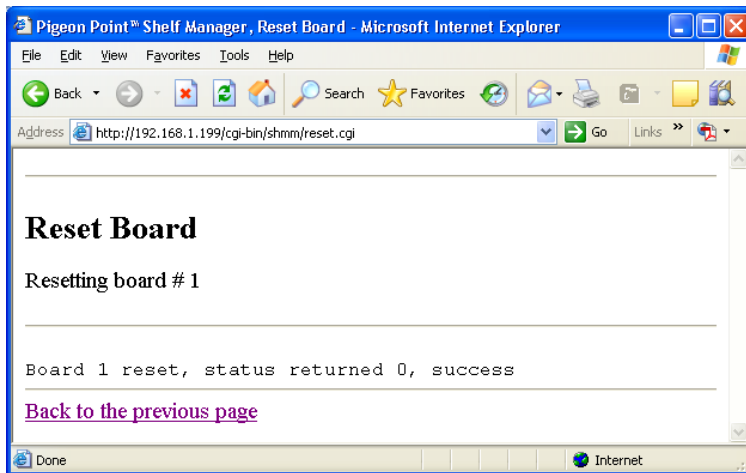 Pigeon Point™ Shelf Manager, Reset Board - Microsoft Internet Explorer
File Edit View Favorites Tools Help
Back Search Favorites
Address http://192.168.1.199/cgi-bin/shmm/reset.cgi Go Links »
Reset Board
Resetting board # 1
Board 1 reset, status returned 0, success
Back to the previous page
Done Internet